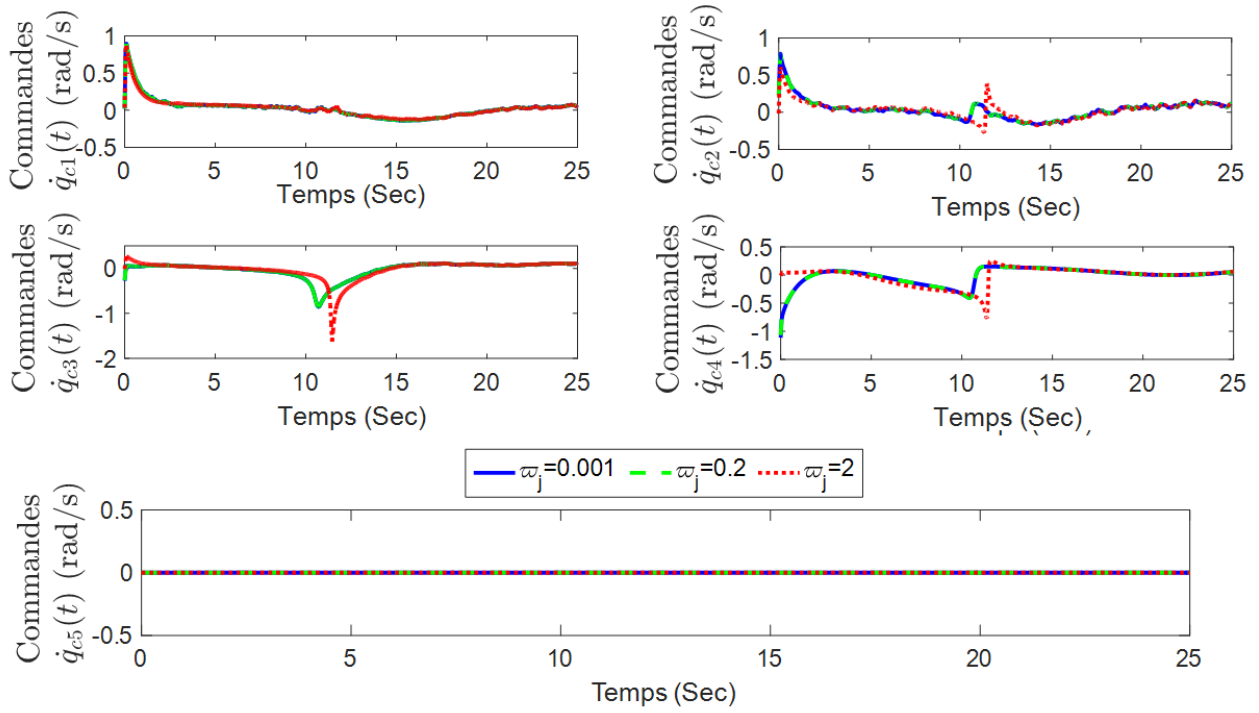 Commandes
q̇c1(t) (rad/s)
1
0.5
0
-0.5
0 5 10 15 20 25
Temps (Sec)
Commandes
q̇c2(t) (rad/s)
1
0.5
0
-0.5
0 5 10 15 20 25
Temps (Sec)
Commandes
q̇c3(t) (rad/s)
0
-1
-2
0 5 10 15 20 25
Temps (Sec)
Commandes
q̇c4(t) (rad/s)
0.5
0
-0.5
-1
-1.5
0 5 10 15 20 25
Temps (Sec)
ϖj=0.001 ϖj=0.2 ϖj=2
Commandes
q̇c5(t) (rad/s)
0.5
0
-0.5
0 5 10 15 20 25
Temps (Sec)